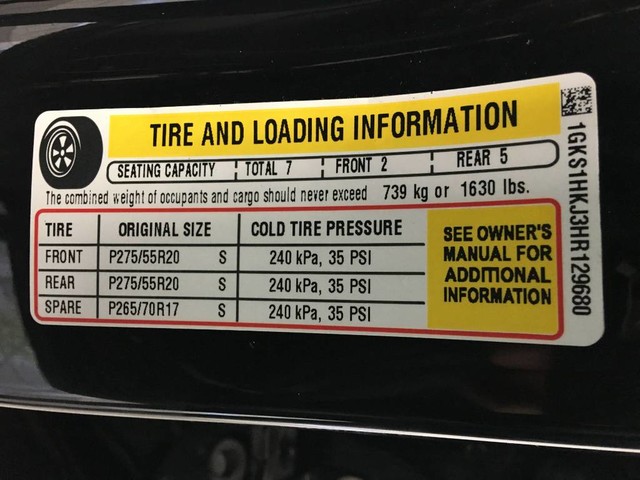 TIRE AND LOADING INFORMATION
SEATING CAPACITY TOTAL 7 FRONT 2 REAR 5
The combined weight of occupants and cargo should never exceed 739 kg or 1630 lbs.
TIRE ORIGINAL SIZE COLD TIRE PRESSURE
FRONT P275/55R20 S 240 kPa, 35 PSI
REAR P275/55R20 S 240 kPa, 35 PSI
SPARE P265/70R17 S 240 kPa, 35 PSI
SEE OWNER'S
MANUAL FOR
ADDITIONAL
INFORMATION
1GKS1HKJ3HR129680